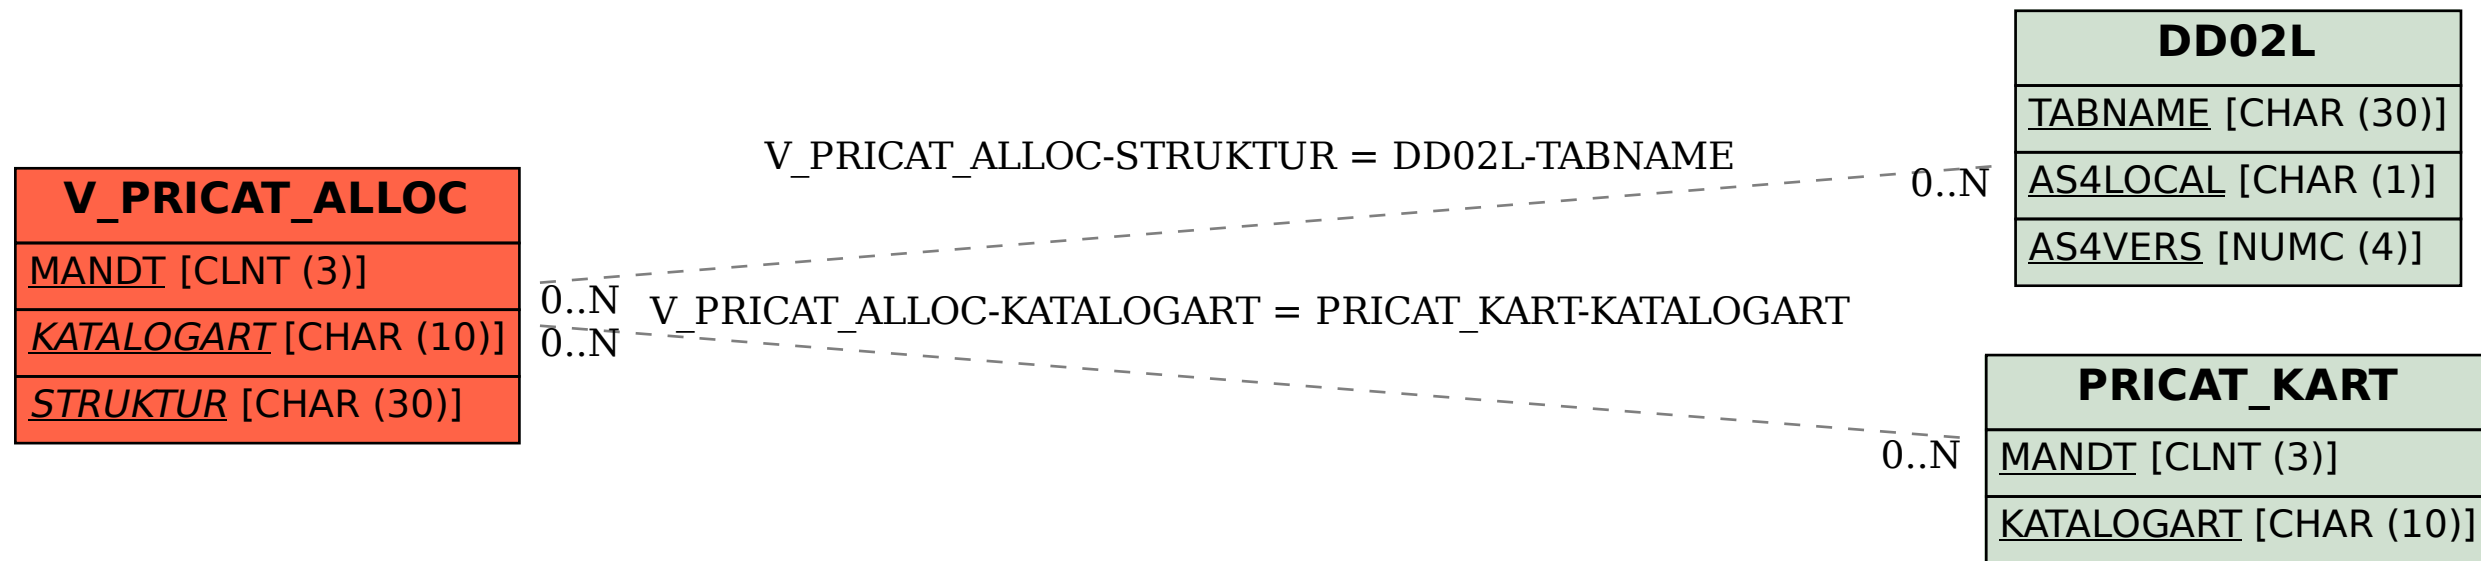 DD02L
TABNAME [CHAR (30)]
AS4LOCAL [CHAR (1)]
AS4VERS [NUMC (4)]
V_PRICAT_ALLOC-STRUKTUR = DD02L-TABNAME
0..N
V_PRICAT_ALLOC
MANDT [CLNT (3)]
KATALOGART [CHAR (10)]
STRUKTUR [CHAR (30)]
0..N
V_PRICAT_ALLOC-KATALOGART = PRICAT_KART-KATALOGART
0..N
0..N
PRICAT_KART
MANDT [CLNT (3)]
KATALOGART [CHAR (10)]